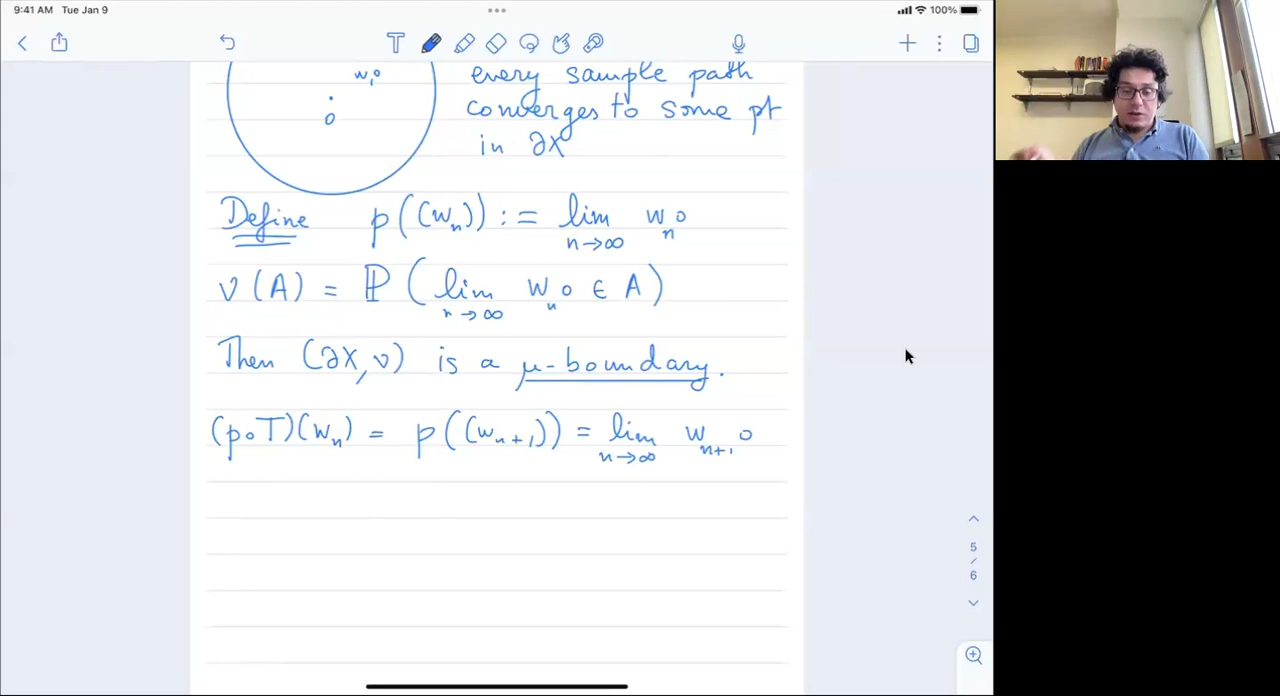 9:41 AM Tue Jan 9
100%
w₁o
o
every sample path
converges to some pt
in ∂X
Define p((wₙ)) := lim wₙo
n→∞
ν(A) = ℙ(lim wₙo ∈ A)
n→∞
Then (∂X, ν) is a μ-boundary.
(p∘T)(wₙ) = p((wₙ₊₁)) = lim wₙ₊₁o
n→∞
5
/
6